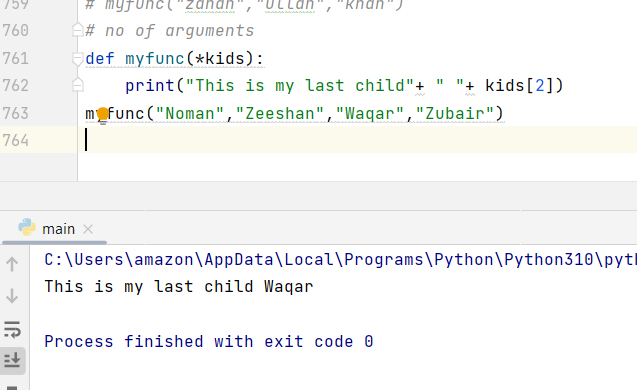 759 # myfunc("zahan","Ullah","khan")
760 # no of arguments
761 def myfunc(*kids):
762 print("This is my last child"+ " "+ kids[2])
763 myfunc("Noman","Zeeshan","Waqar","Zubair")
764
main
C:\Users\amazon\AppData\Local\Programs\Python\Python310\pyth
This is my last child Waqar
Process finished with exit code 0